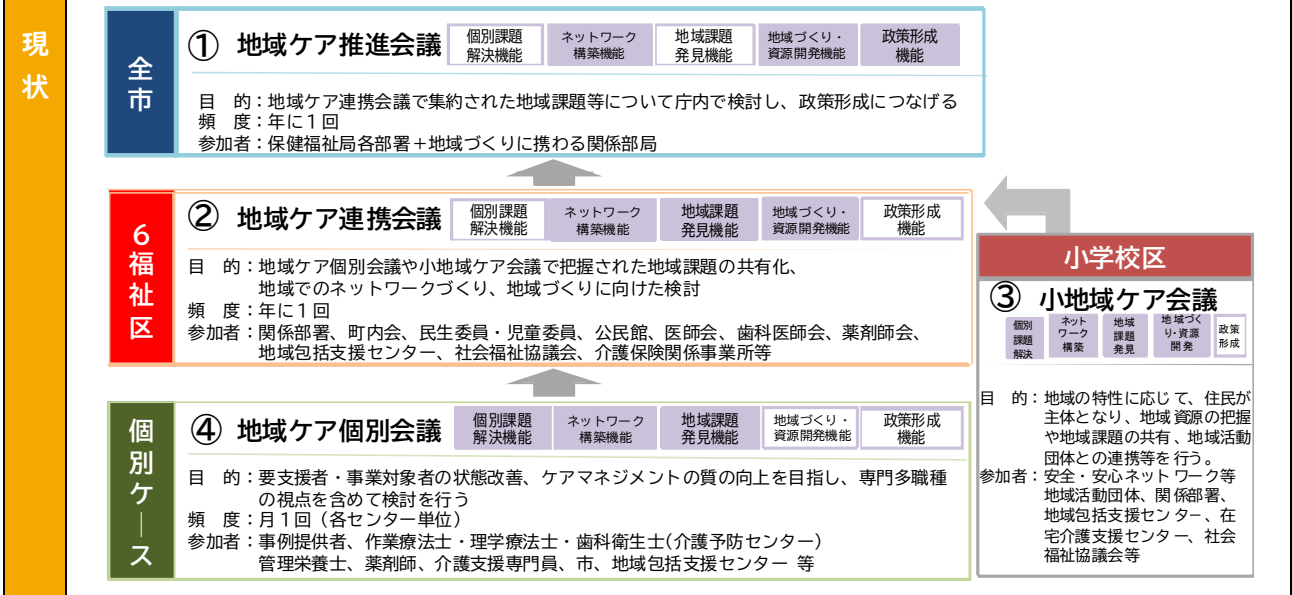 現状
全市
① 地域ケア推進会議
個別課題
解決機能
ネットワーク
構築機能
地域課題
発見機能
地域づくり・
資源開発機能
政策形成
機能
目　的：地域ケア連携会議で集約された地域課題等について庁内で検討し、政策形成につなげる
頻　度：年に１回
参加者：保健福祉局各部署＋地域づくりに携わる関係部局
６福祉区
② 地域ケア連携会議
個別課題
解決機能
ネットワーク
構築機能
地域課題
発見機能
地域づくり・
資源開発機能
政策形成
機能
目　的：地域ケア個別会議や小地域ケア会議で把握された地域課題の共有化、
地域でのネットワークづくり、地域づくりに向けた検討
頻　度：年に１回
参加者：関係部署、町内会、民生委員・児童委員、公民館、医師会、歯科医師会、薬剤師会、
地域包括支援センター、社会福祉協議会、介護保険関係事業所等
個別ケース
④ 地域ケア個別会議
個別課題
解決機能
ネットワーク
構築機能
地域課題
発見機能
地域づくり・
資源開発機能
政策形成
機能
目　的：要支援者・事業対象者の状態改善、ケアマネジメントの質の向上を目指し、専門多職種
の視点を含めて検討を行う
頻　度：月１回（各センター単位）
参加者：事例提供者、作業療法士・理学療法士・歯科衛生士(介護予防センター）
管理栄養士、薬剤師、介護支援専門員、市、地域包括支援センター 等
小学校区
③ 小地域ケア会議
個別
課題
解決
ネット
ワーク
構築
地域
課題
発見
地域づく
り・資源
開発
政策
形成
目　的：地域の特性に応じて、住民が
主体となり、地域資源の把握
や地域課題の共有、地域活動
団体との連携等を行う。
参加者：安全・安心ネットワーク等
地域活動団体、関係部署、
地域包括支援センター、在
宅介護支援センター、社会
福祉協議会等